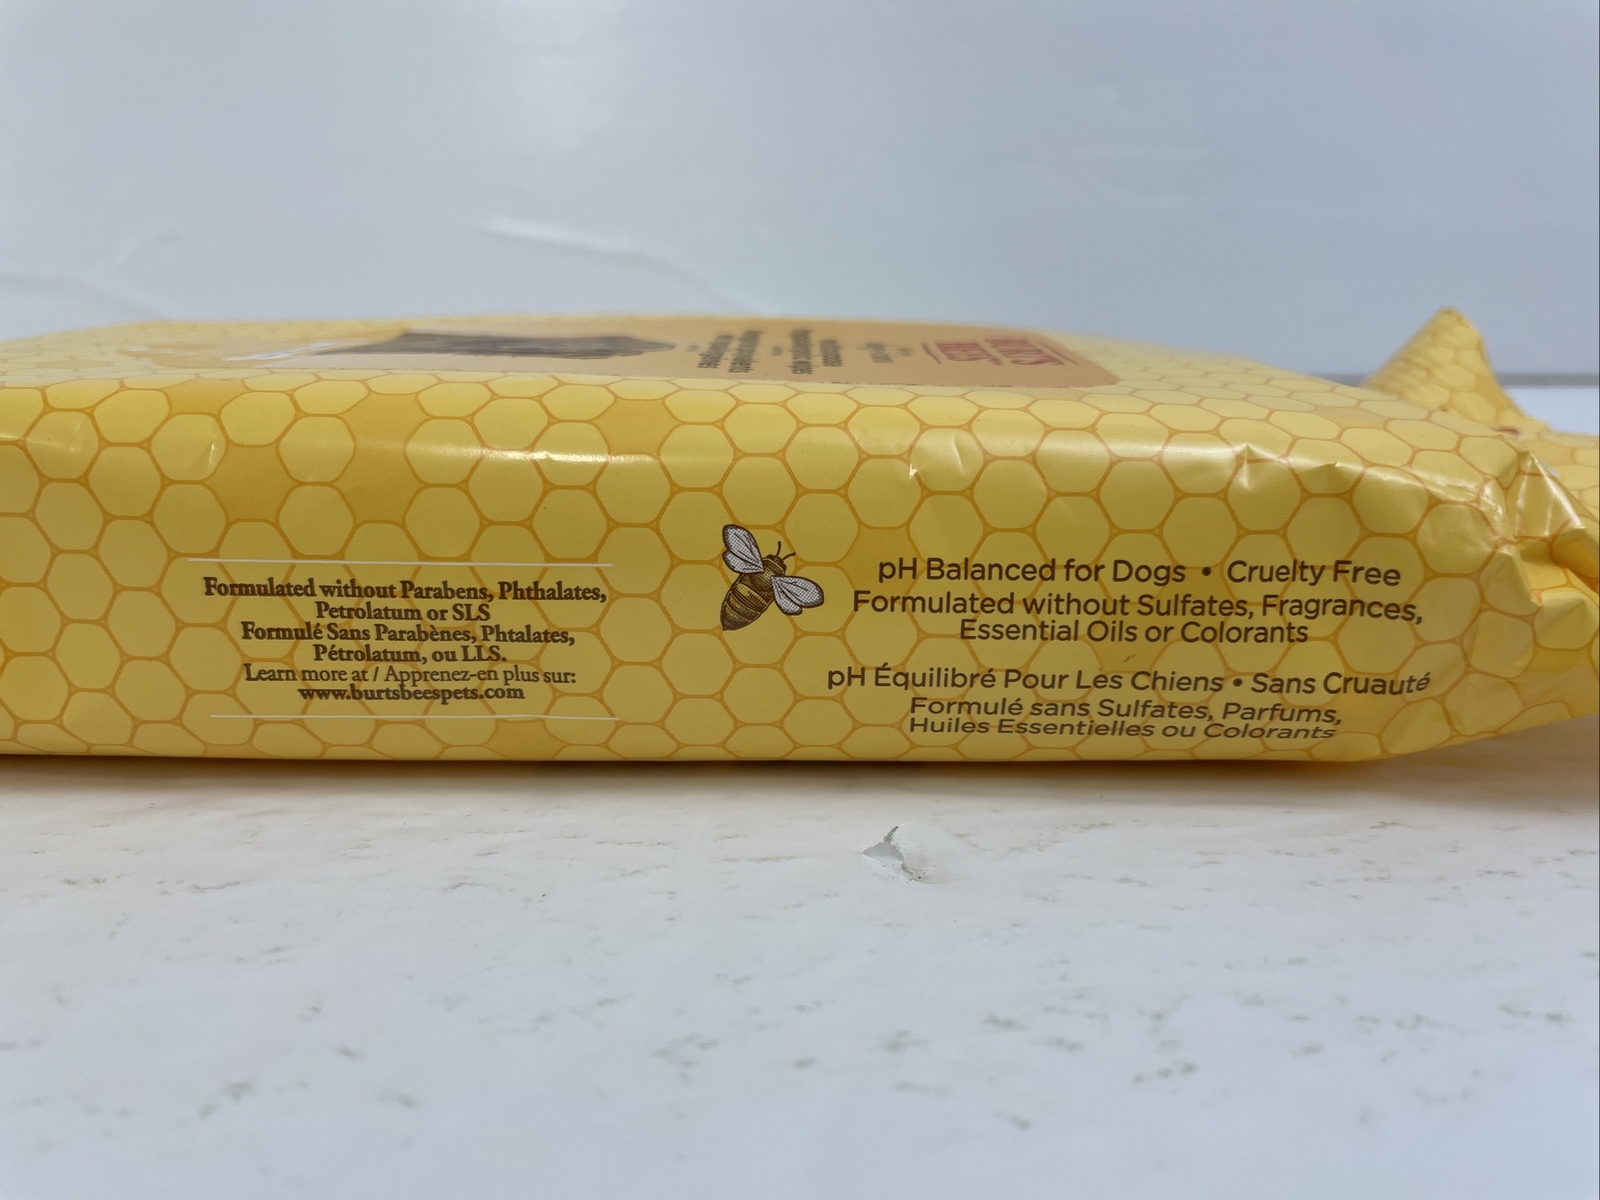 BURT'S
BEES
Formulated without Parabens, Phthalates,
Petrolatum or SLS
Formulé Sans Parabènes, Phtalates,
Pétrolatum, ou LLS.
Learn more at / Apprenez-en plus sur:
www.burtsbeespets.com
pH Balanced for Dogs • Cruelty Free
Formulated without Sulfates, Fragrances,
Essential Oils or Colorants
pH Équilibré Pour Les Chiens • Sans Cruauté
Formulé sans Sulfates, Parfums,
Huiles Essentielles ou Colorants